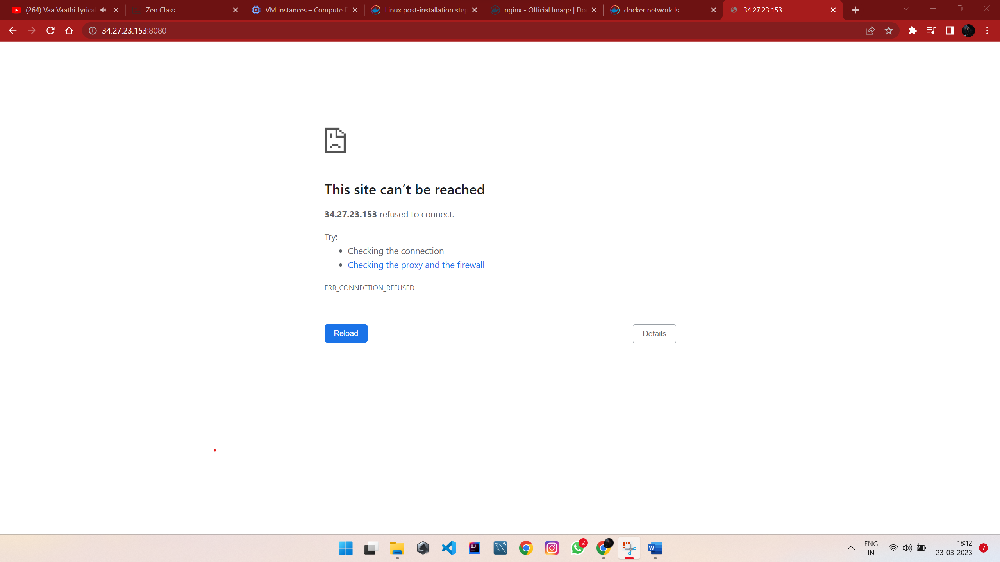 (264) Vaa Vaathi Lyrical
Zen Class
VM instances – Compute E
Linux post-installation step
nginx - Official Image | Do
docker network ls
34.27.23.153
34.27.23.153:8080
This site can’t be reached
34.27.23.153 refused to connect.
Try:
Checking the connection
Checking the proxy and the firewall
ERR_CONNECTION_REFUSED
Reload
Details
IJ
2
W
ENG
IN
18:12
23-03-2023
7